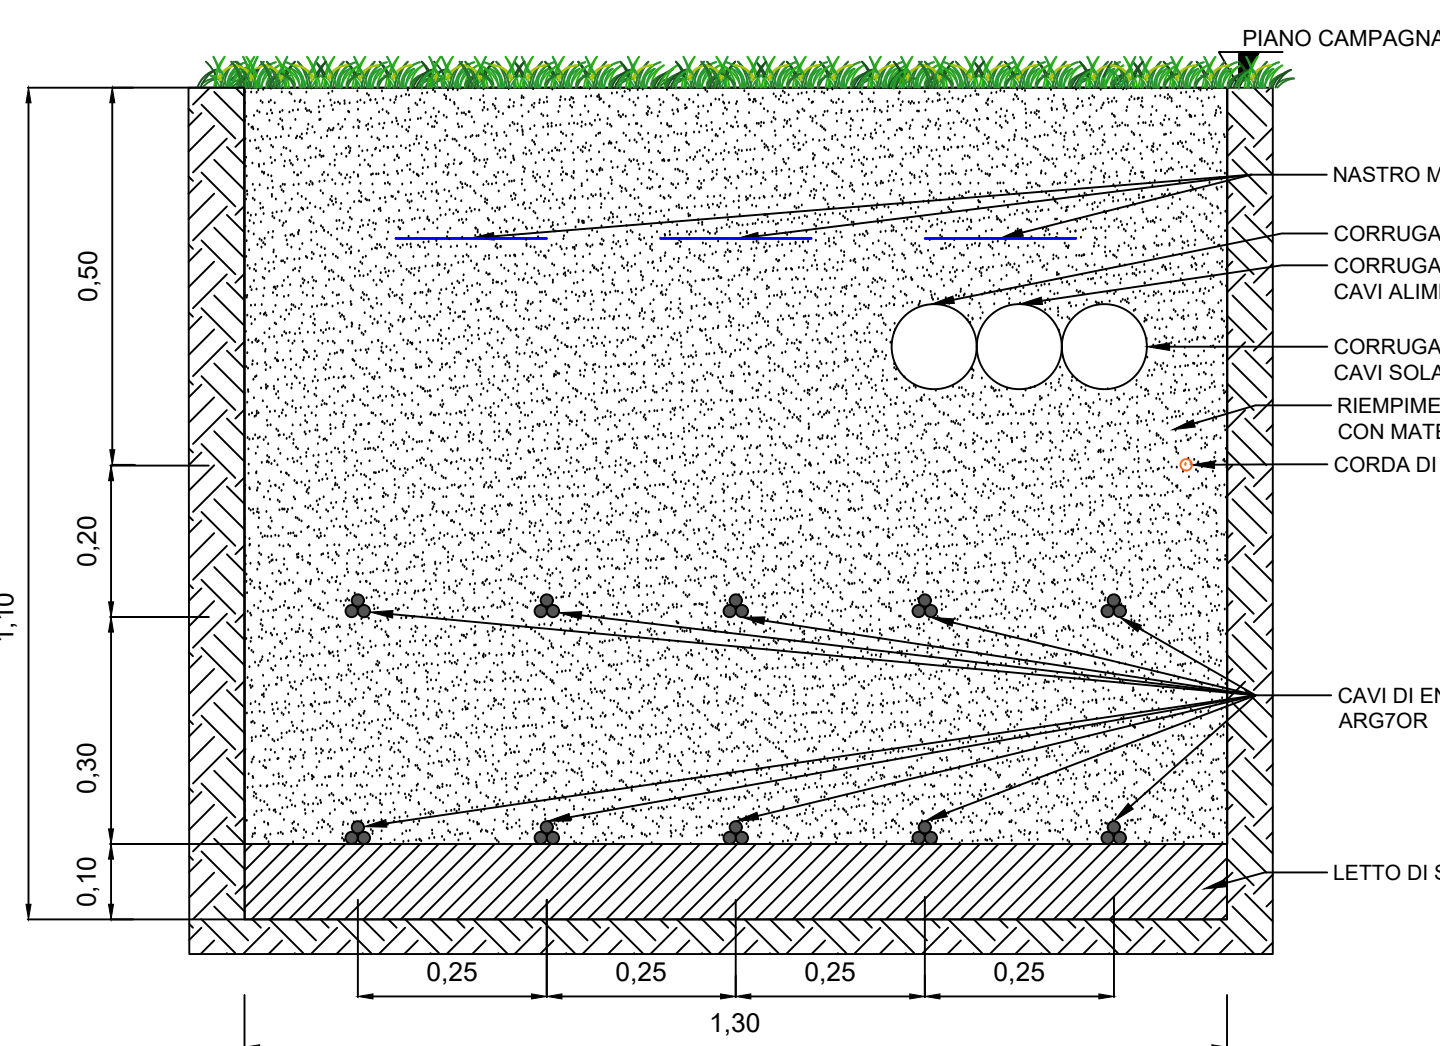 PIANO CAMPAGNA
NASTRO M
CORRUGA
CORRUGA
CAVI ALIM
CORRUGA
CAVI SOLA
RIEMPIME
CON MATE
CORDA DI
CAVI DI EN
ARG7OR
LETTO DI S
0,50
0,20
0,30
0,10
1,10
0,25
0,25
0,25
0,25
1,30